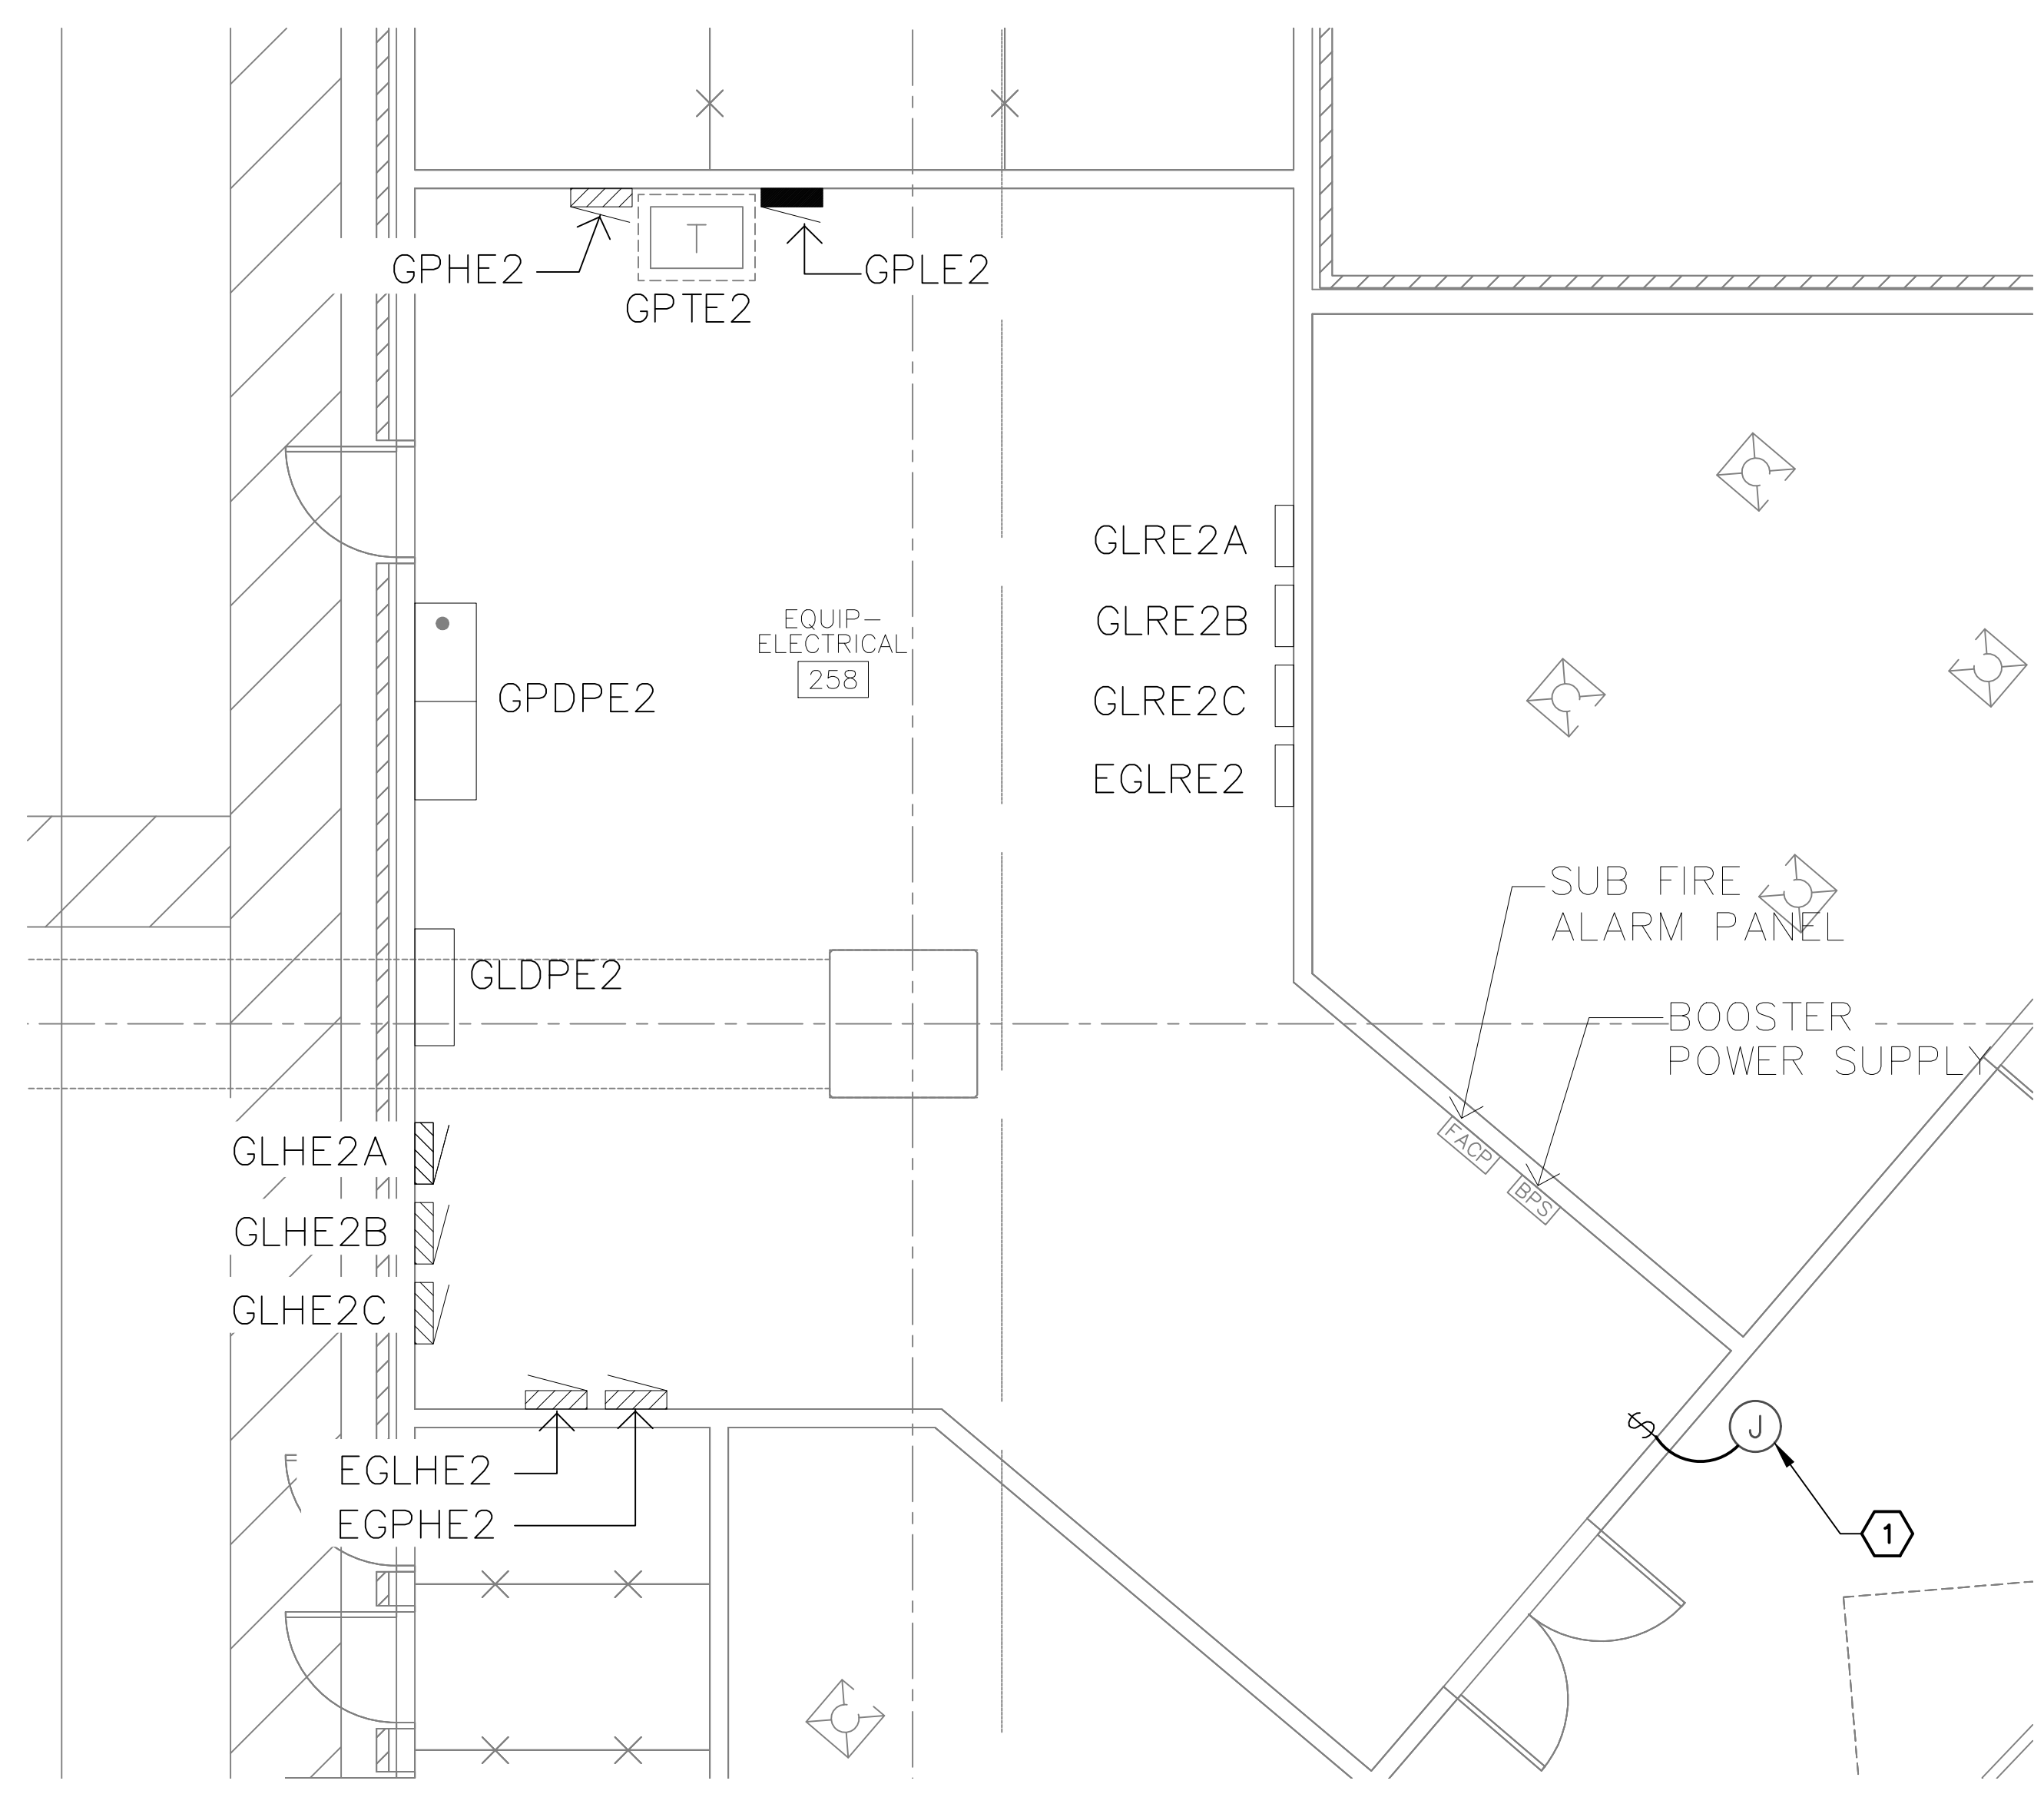 GPHE2
T
GPLE2
GPTE2
GLRE2A
EQUIP-
ELECTRICAL
258
GLRE2B
GPDPE2
GLRE2C
EGLRE2
SUB FIRE
ALARM PANEL
GLDPE2
BOOSTER
POWER SUPPLY
FACP
GLHE2A
BPS
GLHE2B
GLHE2C
$
J
EGLHE2
EGPHE2
1